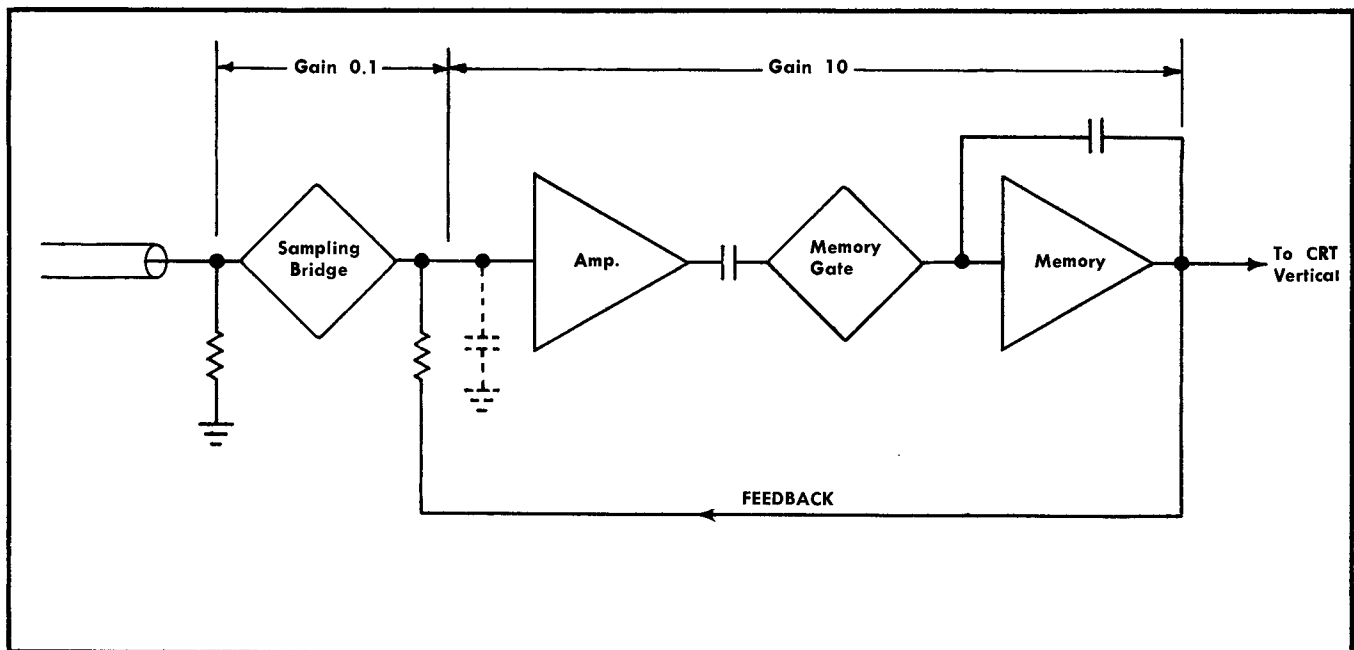 Gain 0.1
Gain 10
Sampling
Bridge
Amp.
Memory
Gate
Memory
To CRT
Vertical
FEEDBACK